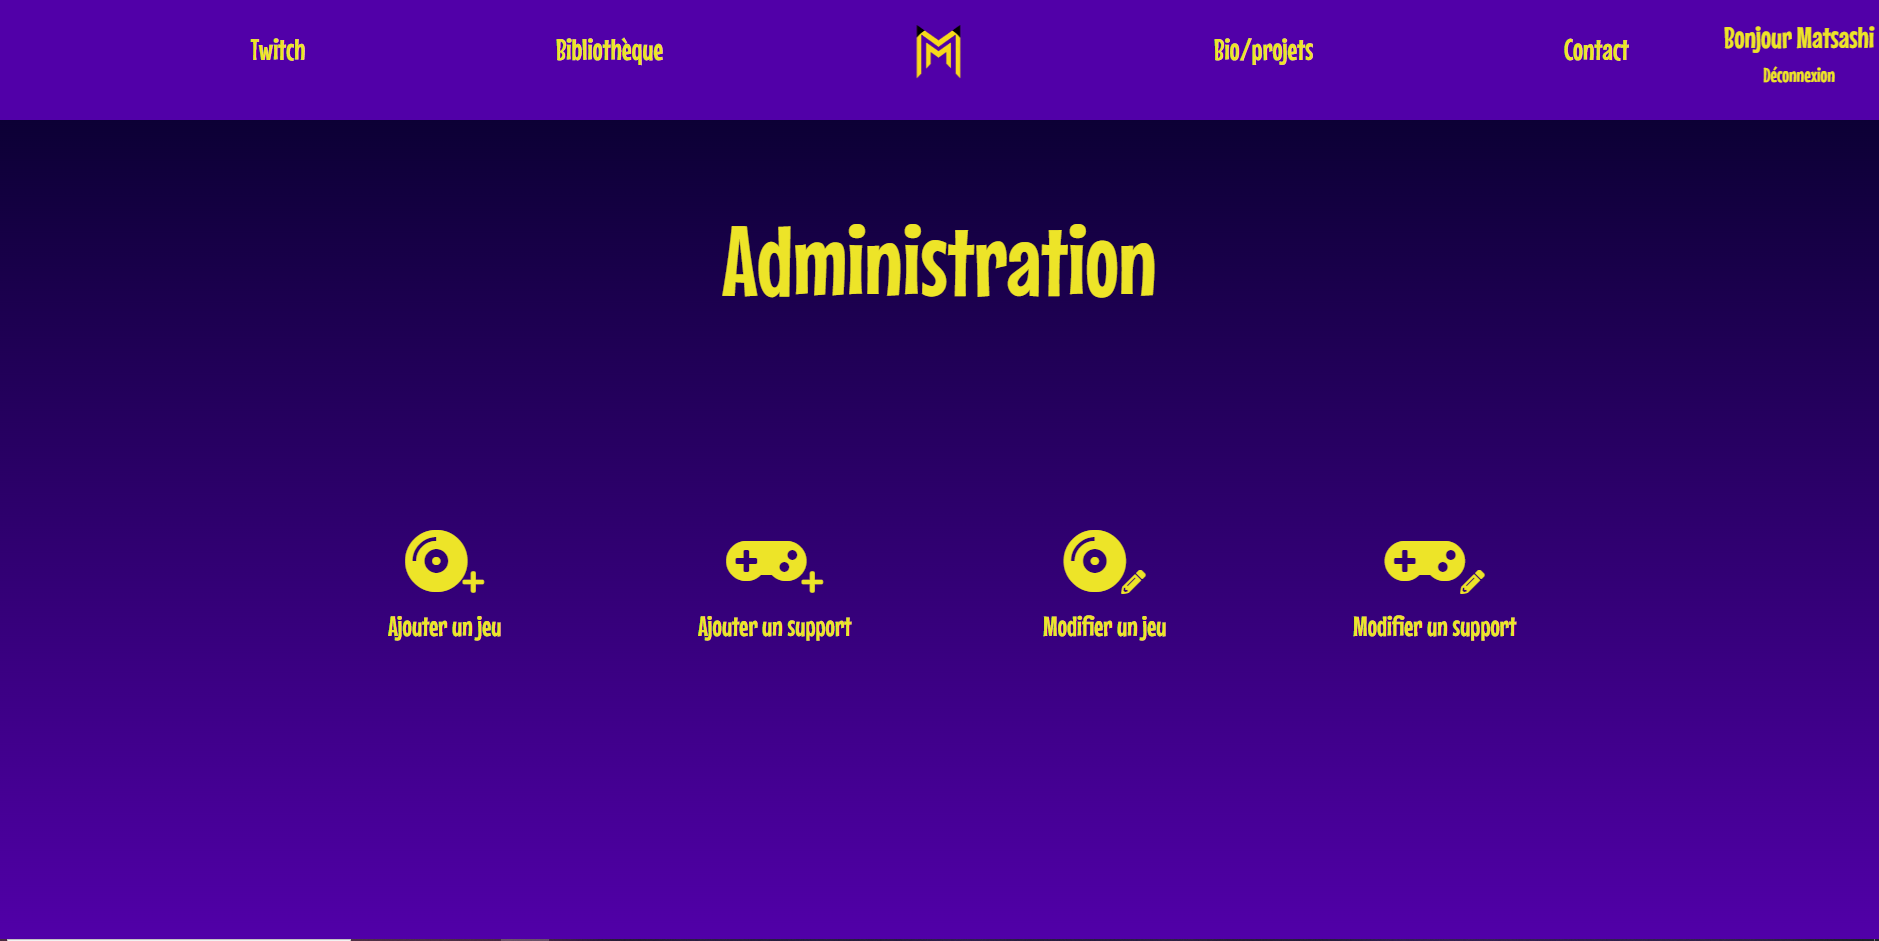 Twitch
Bibliothèque
Bio/projets
Contact
Bonjour Matsashi
Déconnexion
Administration
Ajouter un jeu
Ajouter un support
Modifier un jeu
Modifier un support